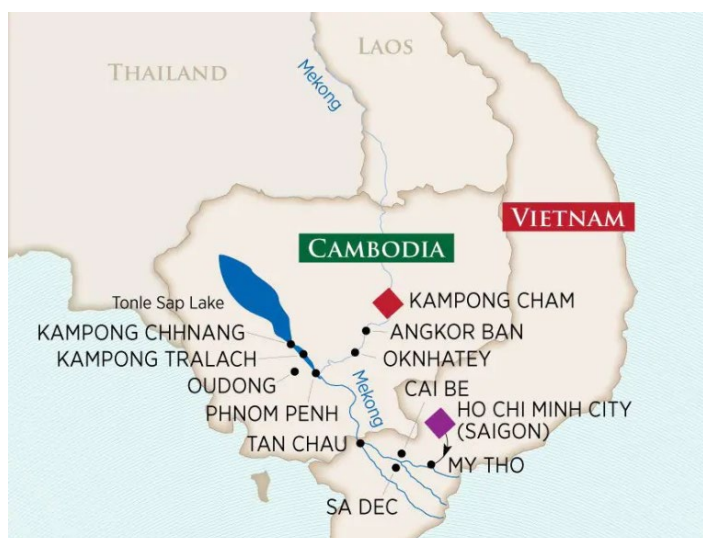 LAOS
THAILAND
Mekong
VIETNAM
CAMBODIA
Tonle Sap Lake
KAMPONG CHAM
KAMPONG CHHNANG
ANGKOR BAN
KAMPONG TRALACH
OKNHATEY
OUDONG
CAI BE
PHNOM PENH
Mekong
HO CHI MINH CITY
(SAIGON)
TAN CHAU
MY THO
SA DEC